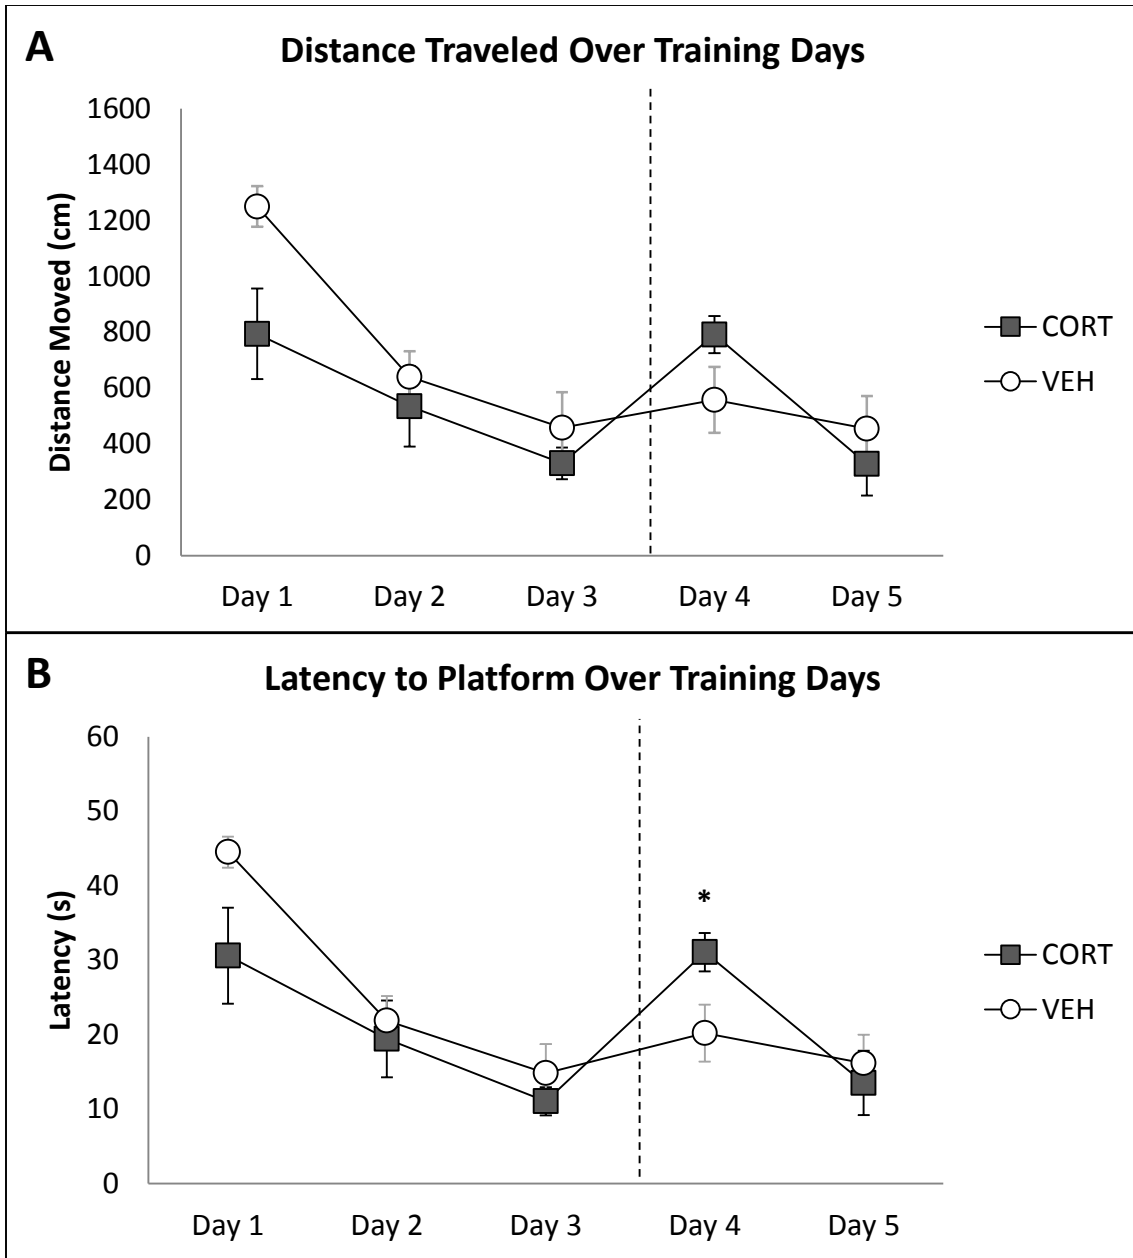 A
Distance Traveled Over Training Days
Distance Moved (cm)
1600
1400
1200
1000
800
600
400
200
0
Day 1 Day 2 Day 3 Day 4 Day 5
CORT
VEH
B
Latency to Platform Over Training Days
Latency (s)
60
50
40
30
20
10
0
*
Day 1 Day 2 Day 3 Day 4 Day 5
CORT
VEH